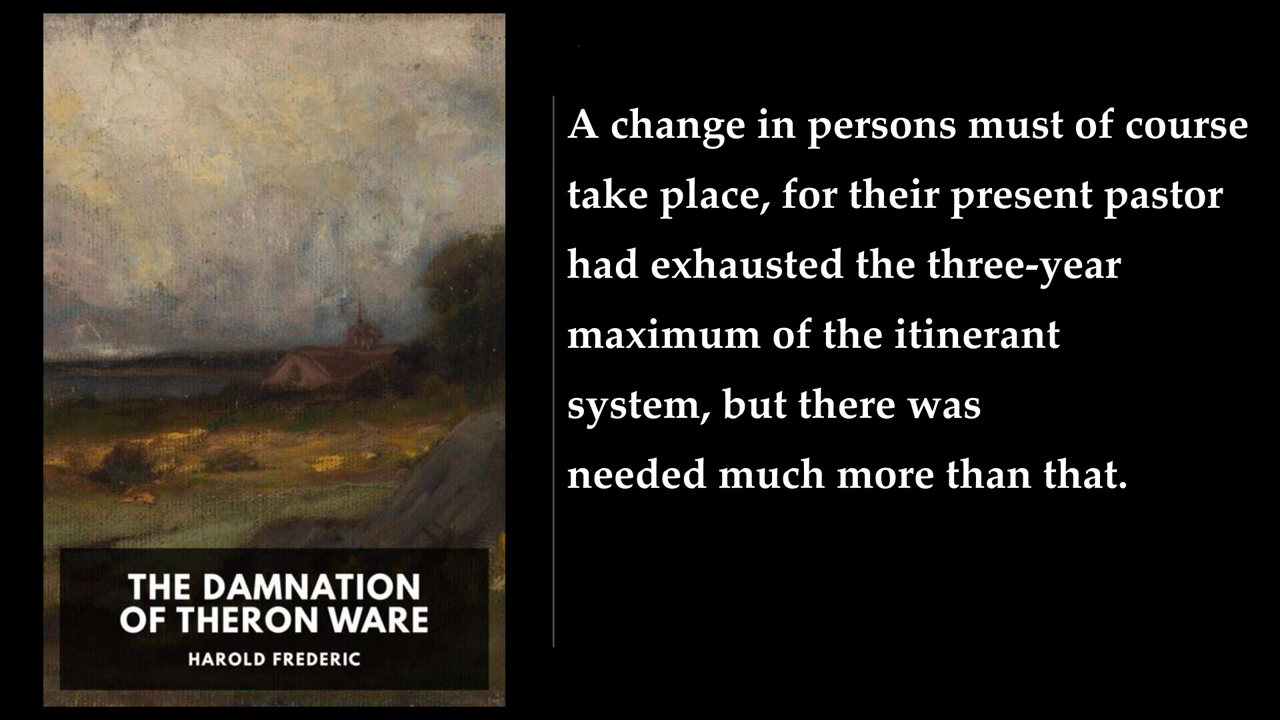 A change in persons must of course
take place, for their present pastor
had exhausted the three-year
maximum of the itinerant
system, but there was
needed much more than that.
THE DAMNATION
OF THERON WARE
HAROLD FREDERIC